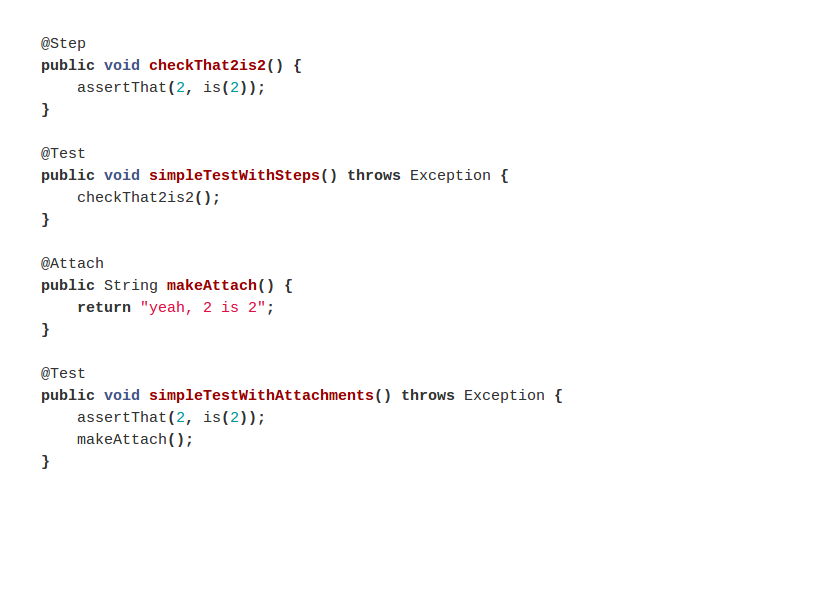 @Step
public void checkThat2is2() {
    assertThat(2, is(2));
}

@Test
public void simpleTestWithSteps() throws Exception {
    checkThat2is2();
}

@Attach
public String makeAttach() {
    return "yeah, 2 is 2";
}

@Test
public void simpleTestWithAttachments() throws Exception {
    assertThat(2, is(2));
    makeAttach();
}